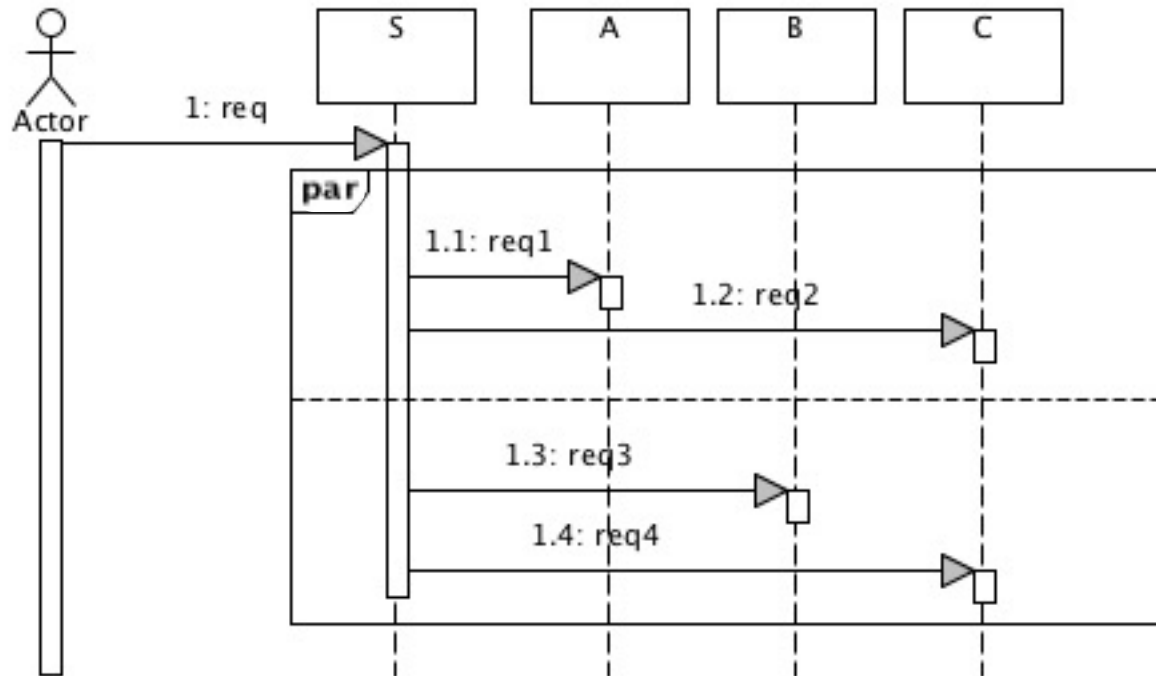 S
A
B
C
Actor
1: req
par
1.1: req1
1.2: req2
1.3: req3
1.4: req4